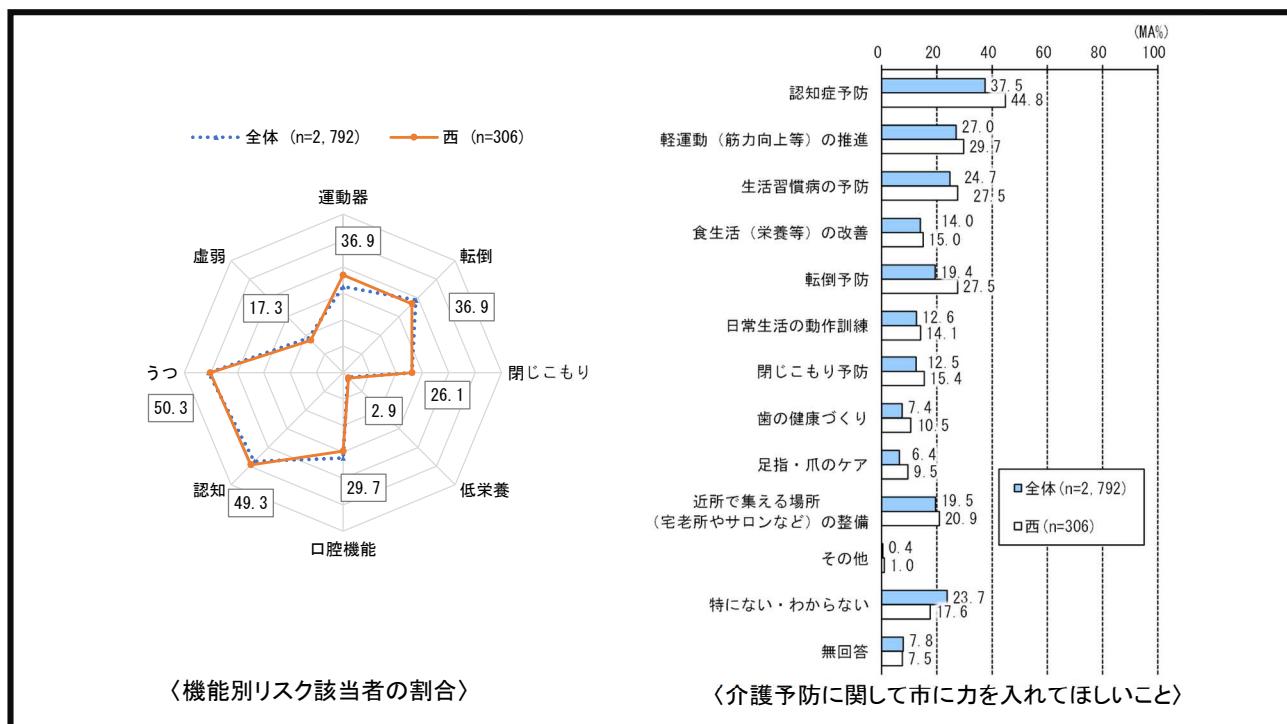 全体 (n=2,792)
西 (n=306)
運動器
36.9
転倒
36.9
閉じこもり
26.1
低栄養
2.9
口腔機能
29.7
認知
49.3
うつ
50.3
虚弱
17.3
〈機能別リスク該当者の割合〉
(MA%)
0 20 40 60 80 100
認知症予防
37.5
44.8
軽運動（筋力向上等）の推進
27.0
29.7
生活習慣病の予防
24.7
27.5
食生活（栄養等）の改善
14.0
15.0
転倒予防
19.4
27.5
日常生活の動作訓練
12.6
14.1
閉じこもり予防
12.5
15.4
歯の健康づくり
7.4
10.5
足指・爪のケア
6.4
9.5
近所で集える場所
（宅老所やサロンなど）の整備
19.5
20.9
その他
0.4
1.0
特にない・わからない
23.7
17.6
無回答
7.8
7.5
全体(n=2,792)
西(n=306)
〈介護予防に関して市に力を入れてほしいこと〉